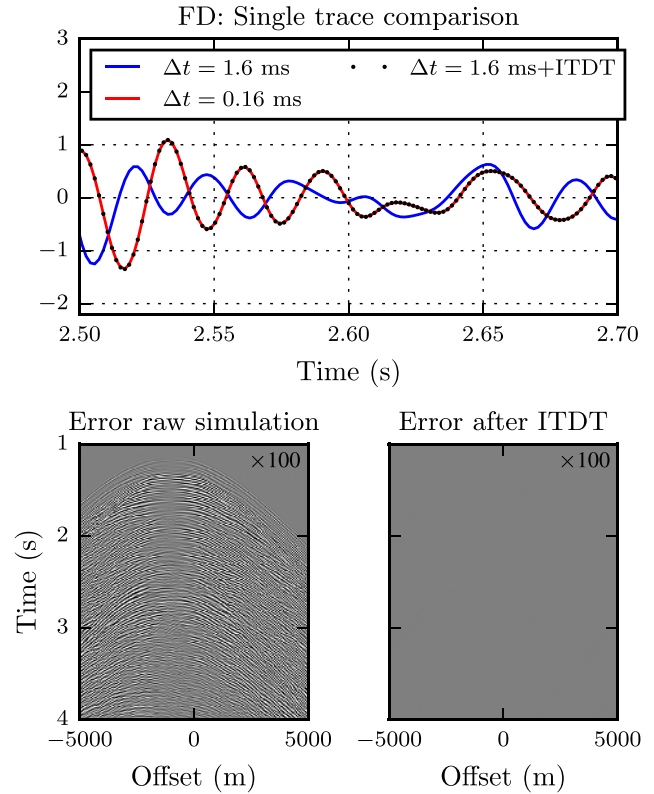 FD: Single trace comparison
3
2
1
0
−1
−2
Δt = 1.6 ms
Δt = 0.16 ms
Δt = 1.6 ms+ITDT
2.50 2.55 2.60 2.65 2.70
Time (s)
Error raw simulation
Error after ITDT
×100
×100
1
2
3
4
Time (s)
−5000 0 5000
−5000 0 5000
Offset (m)
Offset (m)